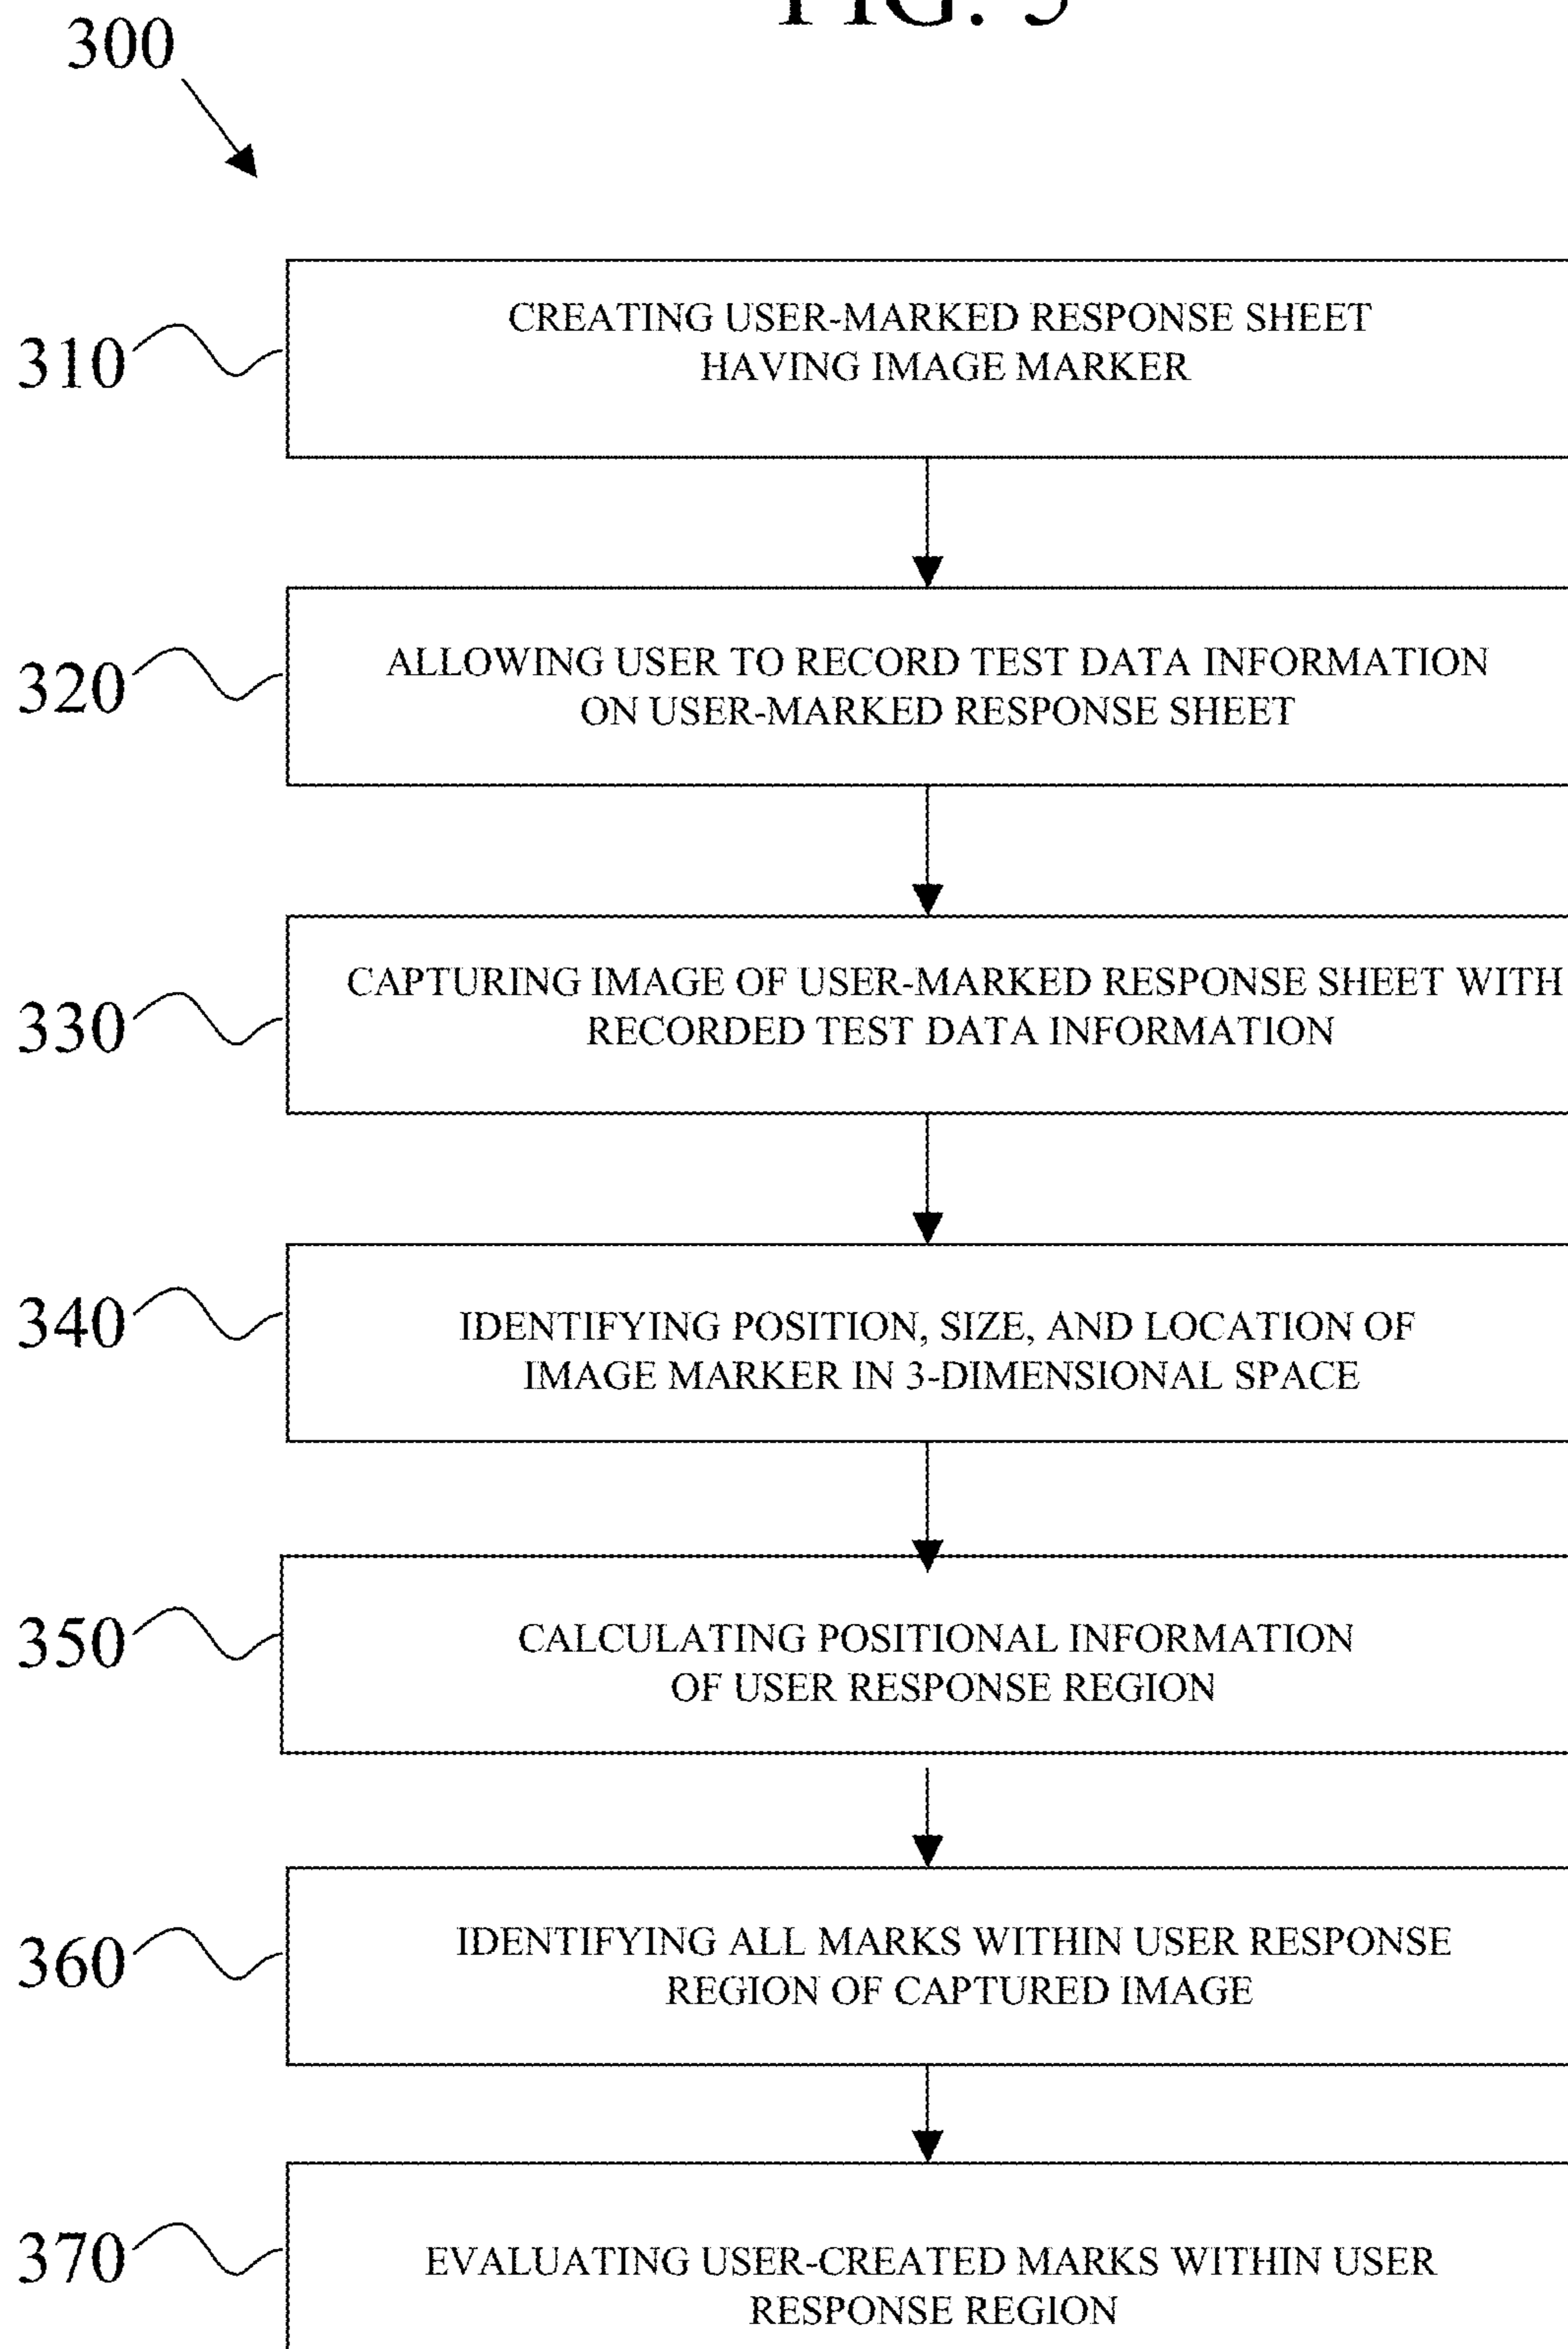 FIG.
300
310
CREATING USER-MARKED RESPONSE SHEET
HAVING IMAGE MARKER
320
ALLOWING USER TO RECORD TEST DATA INFORMATION
ON USER-MARKED RESPONSE SHEET
330
CAPTURING IMAGE OF USER-MARKED RESPONSE SHEET WITH
RECORDED TEST DATA INFORMATION
340
IDENTIFYING POSITION, SIZE, AND LOCATION OF
IMAGE MARKER IN 3-DIMENSIONAL SPACE
350
CALCULATING POSITIONAL INFORMATION
OF USER RESPONSE REGION
360
IDENTIFYING ALL MARKS WITHIN USER RESPONSE
REGION OF CAPTURED IMAGE
370
EVALUATING USER-CREATED MARKS WITHIN USER
RESPONSE REGION